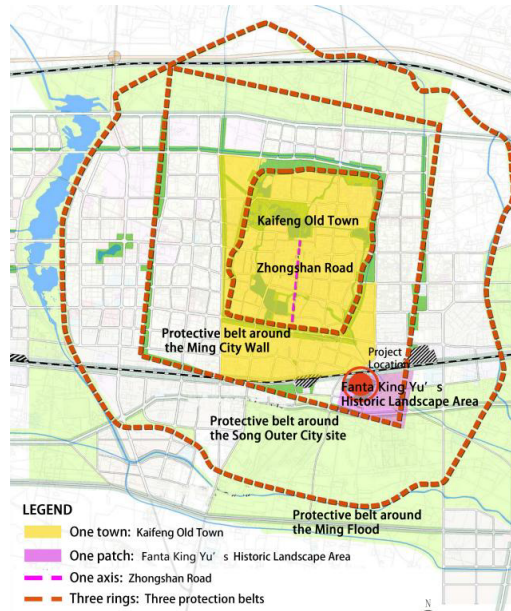 Kaifeng Old Town
Zhongshan Road
Protective belt around
the Ming City Wall
Project
Location
Fanta King Yu's
Historic Landscape Area
Protective belt around
the Song Outer City site
Protective belt around
the Ming Flood
LEGEND
One town: Kaifeng Old Town
One patch: Fanta King Yu's Historic Landscape Area
One axis: Zhongshan Road
Three rings: Three protection belts
N